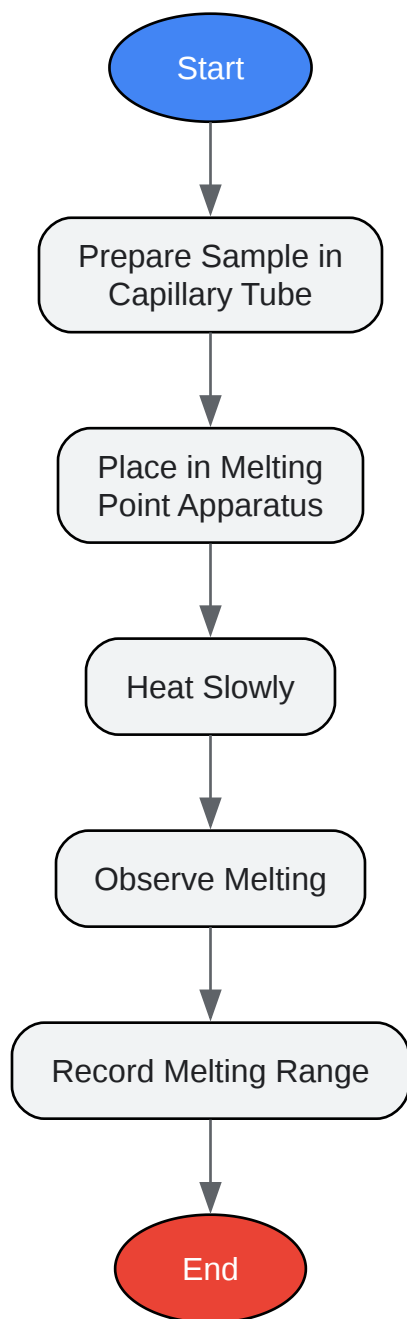 Start
Prepare Sample in
Capillary Tube
Place in Melting
Point Apparatus
Heat Slowly
Observe Melting
Record Melting Range
End